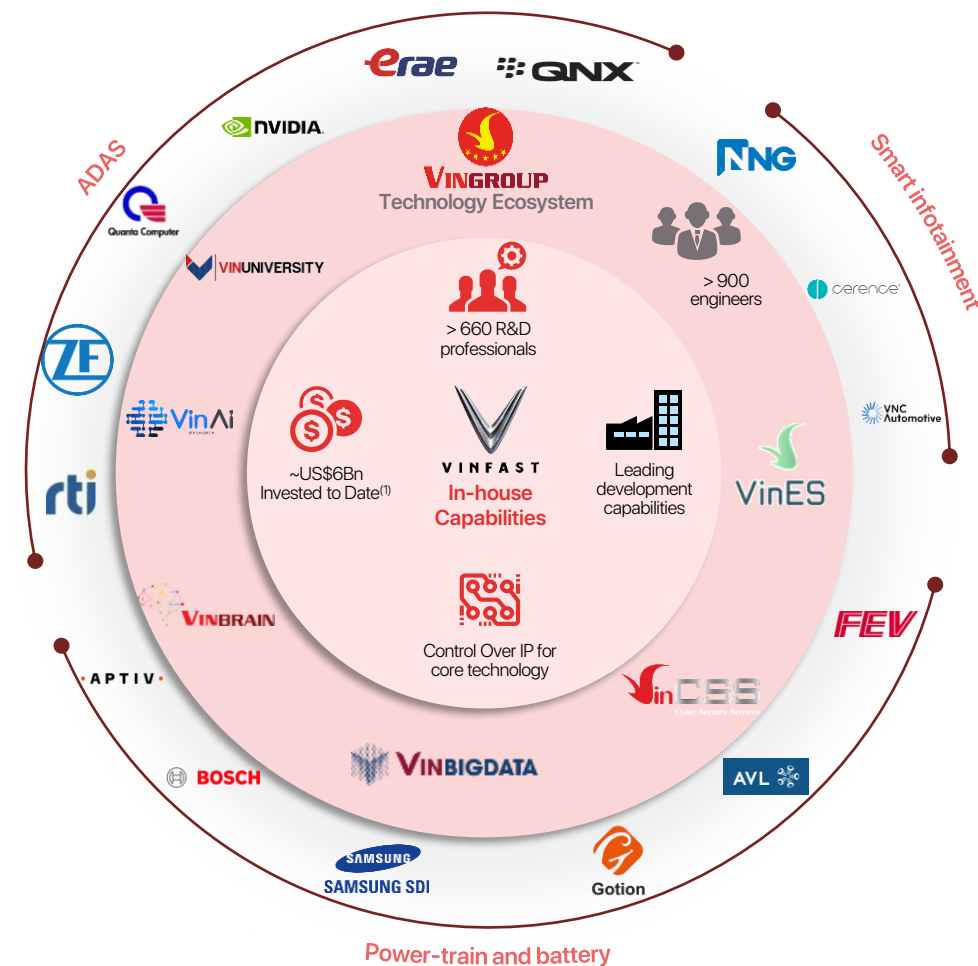 erae
QNX
NVIDIA.
ADAS
Quanta Computer
ZF
rti
NNG
Smart infotainment
cerence
VNC
Automotive
VINGROUP
Technology Ecosystem
VINUNIVERSITY
> 900
engineers
VinAi
VinES
VINBRAIN
VinCSS
Cyber Security Services
VINBIGDATA
> 660 R&D
professionals
~US$6Bn
Invested to Date(1)
VINFAST
In-house
Capabilities
Leading
development
capabilities
Control Over IP for
core technology
·APTIV·
BOSCH
SAMSUNG
SAMSUNG SDI
Gotion
AVL
FEV
Power-train and battery